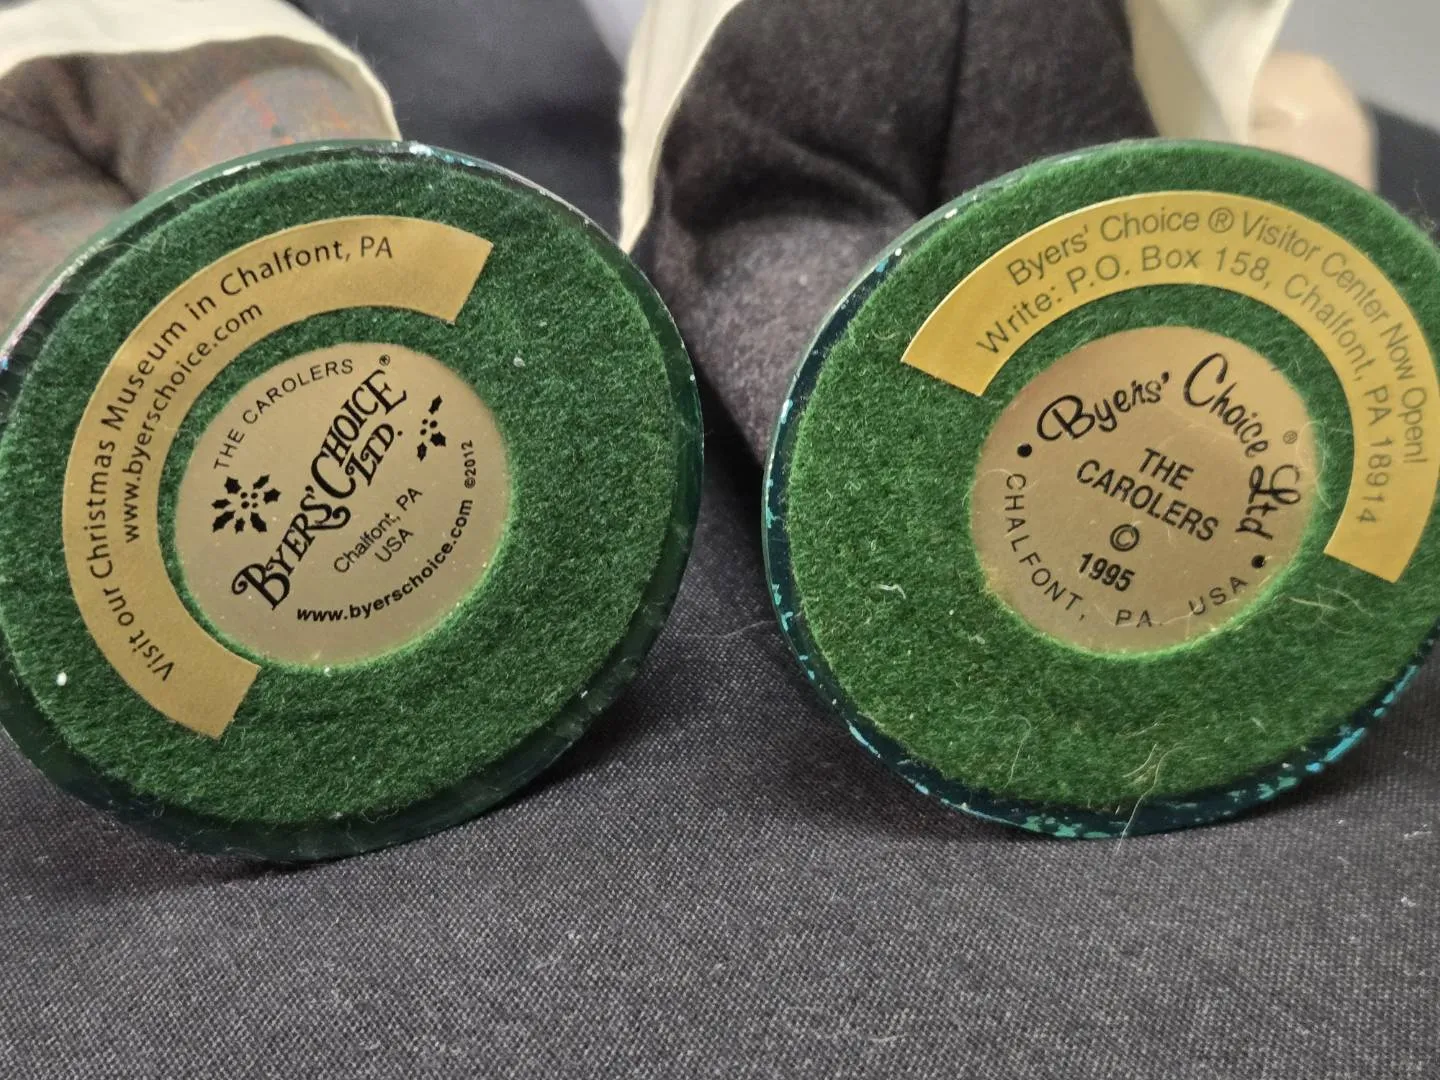 Visit our Christmas Museum in Chalfont, PA
www.byerschoice.com
THE CAROLERS ®
BYERS' CHOICE
LTD.
Chalfont, PA
USA
www.byerschoice.com ©2012
Byers' Choice ® Visitor Center Now Open!
Write: P.O. Box 158, Chalfont, PA 18914
Byers' Choice Ltd ®
THE
CAROLERS
©
1995
CHALFONT, PA. USA